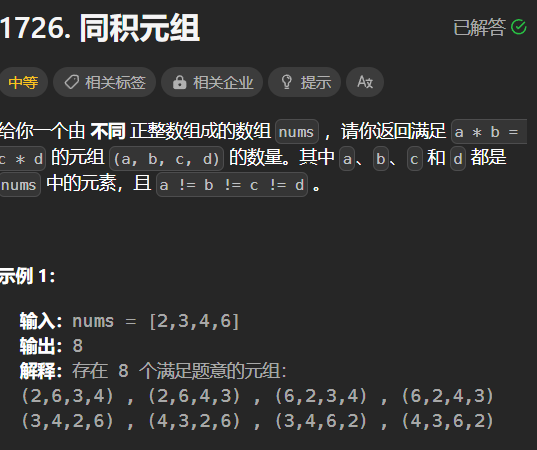 1726. 同积元组
已解答
中等 相关标签 相关企业 提示
给你一个由 不同 正整数组成的数组 nums ，请你返回满足 a * b =
c * d 的元组 (a, b, c, d) 的数量。其中 a、b、c 和 d 都是
nums 中的元素，且 a != b != c != d 。
示例 1：
输入：nums = [2,3,4,6]
输出：8
解释：存在 8 个满足题意的元组：
(2,6,3,4) , (2,6,4,3) , (6,2,3,4) , (6,2,4,3)
(3,4,2,6) , (4,3,2,6) , (3,4,6,2) , (4,3,6,2)